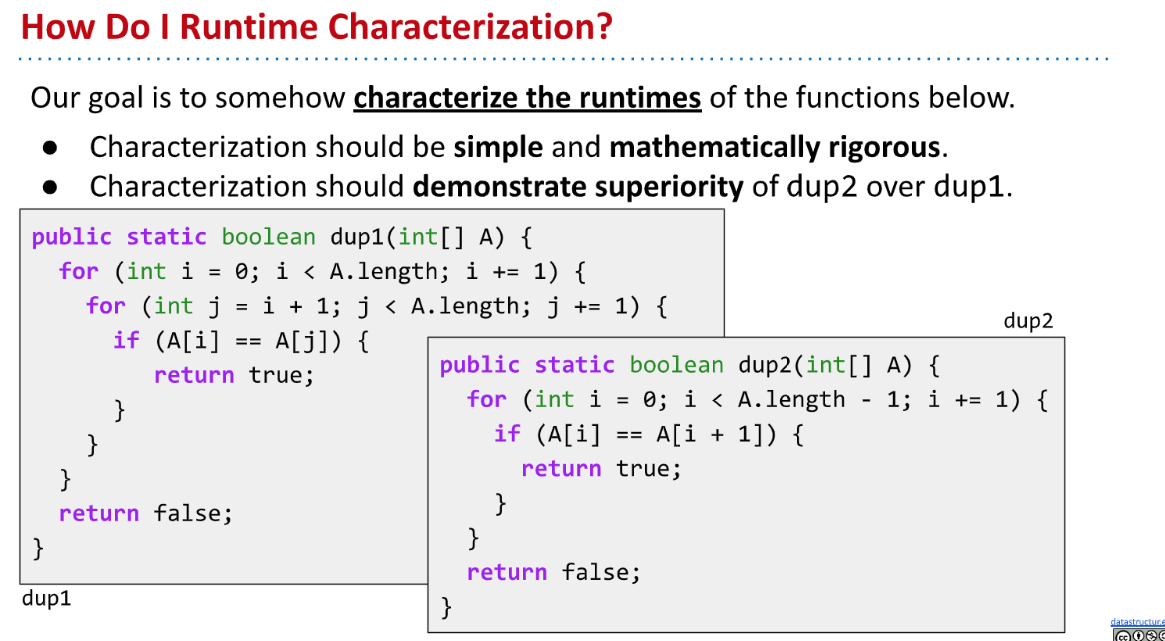 How Do I Runtime Characterization?
Our goal is to somehow characterize the runtimes of the functions below.
● Characterization should be simple and mathematically rigorous.
● Characterization should demonstrate superiority of dup2 over dup1.
public static boolean dup1(int[] A) {
  for (int i = 0; i < A.length; i += 1) {
    for (int j = i + 1; j < A.length; j += 1) {
      if (A[i] == A[j]) {
         return true;
      }
    }
  }
  return false;
}
dup1
dup2
public static boolean dup2(int[] A) {
  for (int i = 0; i < A.length - 1; i += 1) {
    if (A[i] == A[i + 1]) {
      return true;
    }
  }
  return false;
}
datastructur.e
cc